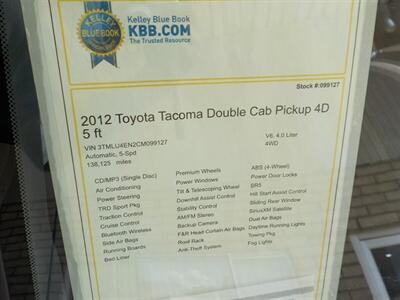 KELLEY
BLUE BOOK
Kelley Blue Book
KBB.COM
The Trusted Resource
Stock #:099127
2012 Toyota Tacoma Double Cab Pickup 4D
5 ft
VIN 3TMLU4EN2CM099127
Automatic, 5-Spd
138,125 miles
V6, 4.0 Liter
4WD
CD/MP3 (Single Disc)
Air Conditioning
Power Steering
TRD Sport Pkg
Traction Control
Cruise Control
Bluetooth Wireless
Side Air Bags
Running Boards
Bed Liner
Premium Wheels
Power Windows
Tilt & Telescoping Wheel
Downhill Assist Control
Stability Control
AM/FM Stereo
Backup Camera
F&R Head Curtain Air Bags
Roof Rack
Anti-Theft System
ABS (4-Wheel)
Power Door Locks
SR5
Hill Start Assist Control
Sliding Rear Window
SiriusXM Satellite
Dual Air Bags
Daytime Running Lights
Towing Pkg
Fog Lights